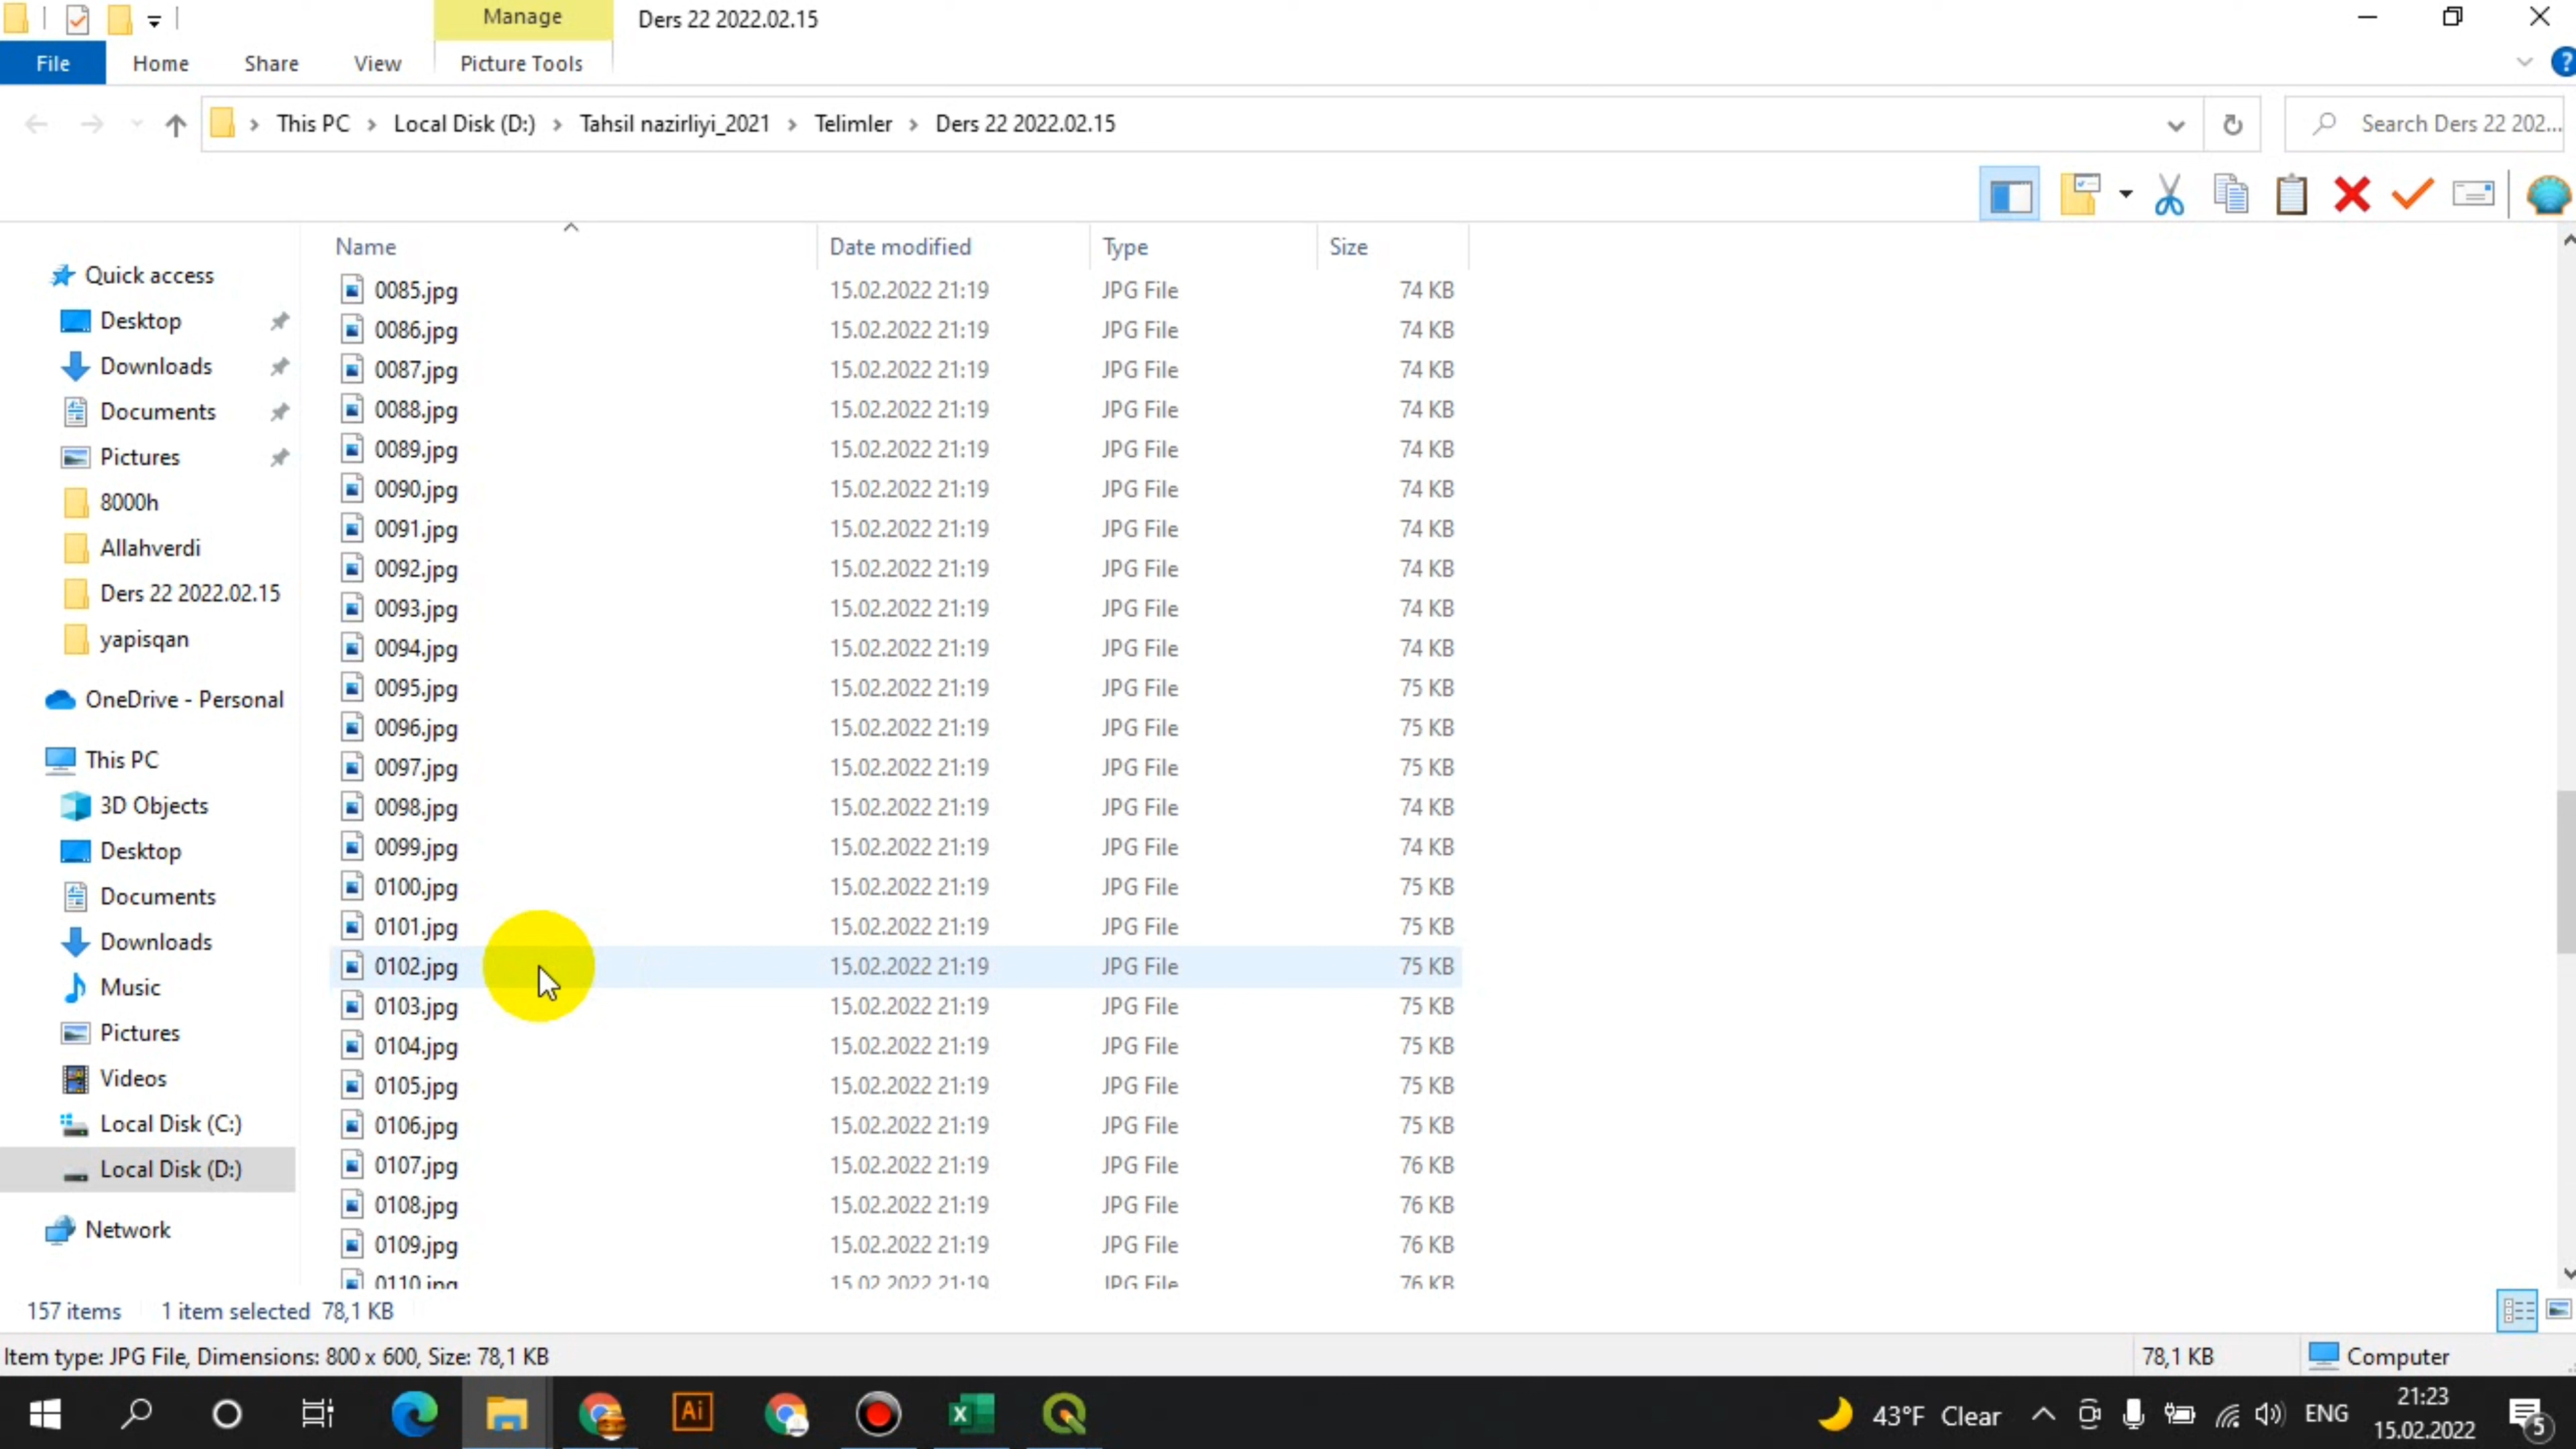 Manage
Ders 22 2022.02.15
File Home Share View Picture Tools
This PC Local Disk (D:) Tahsil nazirliyi_2021 Telimler Ders 22 2022.02.15
Search Ders 22 202...
Name Date modified Type Size
Quick access
Desktop
Downloads
Documents
Pictures
8000h
Allahverdi
Ders 22 2022.02.15
yapisqan
OneDrive - Personal
This PC
3D Objects
Desktop
Documents
Downloads
Music
Pictures
Videos
Local Disk (C:)
Local Disk (D:)
Network
0085.jpg 15.02.2022 21:19 JPG File 74 KB
0086.jpg 15.02.2022 21:19 JPG File 74 KB
0087.jpg 15.02.2022 21:19 JPG File 74 KB
0088.jpg 15.02.2022 21:19 JPG File 74 KB
0089.jpg 15.02.2022 21:19 JPG File 74 KB
0090.jpg 15.02.2022 21:19 JPG File 74 KB
0091.jpg 15.02.2022 21:19 JPG File 74 KB
0092.jpg 15.02.2022 21:19 JPG File 74 KB
0093.jpg 15.02.2022 21:19 JPG File 74 KB
0094.jpg 15.02.2022 21:19 JPG File 74 KB
0095.jpg 15.02.2022 21:19 JPG File 75 KB
0096.jpg 15.02.2022 21:19 JPG File 75 KB
0097.jpg 15.02.2022 21:19 JPG File 75 KB
0098.jpg 15.02.2022 21:19 JPG File 74 KB
0099.jpg 15.02.2022 21:19 JPG File 74 KB
0100.jpg 15.02.2022 21:19 JPG File 75 KB
0101.jpg 15.02.2022 21:19 JPG File 75 KB
0102.jpg 15.02.2022 21:19 JPG File 75 KB
0103.jpg 15.02.2022 21:19 JPG File 75 KB
0104.jpg 15.02.2022 21:19 JPG File 75 KB
0105.jpg 15.02.2022 21:19 JPG File 75 KB
0106.jpg 15.02.2022 21:19 JPG File 75 KB
0107.jpg 15.02.2022 21:19 JPG File 76 KB
0108.jpg 15.02.2022 21:19 JPG File 76 KB
0109.jpg 15.02.2022 21:19 JPG File 76 KB
0110.jpg 15.02.2022 21:19 JPG File 76 KB
157 items 1 item selected 78,1 KB
Item type: JPG File, Dimensions: 800 x 600, Size: 78,1 KB
78,1 KB Computer
Ai
43°F Clear
ENG
21:23
15.02.2022
5